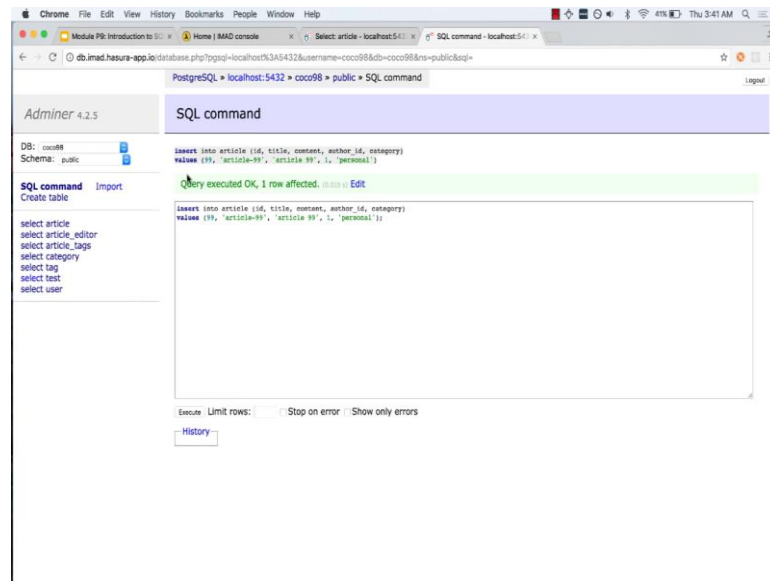 Chrome File Edit View History Bookmarks People Window Help 41% Thu 3:41 AM
Module P9: Introduction to SQ × Home | IMAD console × Select: article - localhost:543 × SQL command - localhost:543 ×
db.imad.hasura-app.io/database.php?pgsql=localhost%3A5432&username=coco98&db=coco98&ns=public&sql=
PostgreSQL » localhost:5432 » coco98 » public » SQL command
Logout
Adminer 4.2.5
SQL command
DB: coco98
Schema: public
SQL command Import
Create table
select article
select article_editor
select article_tags
select category
select tag
select test
select user
insert into article (id, title, content, author_id, category)
values (99, 'article-99', 'article 99', 1, 'personal')
Query executed OK, 1 row affected. Edit
insert into article (id, title, content, author_id, category)
values (99, 'article-99', 'article 99', 1, 'personal');
Execute Limit rows: Stop on error Show only errors
History